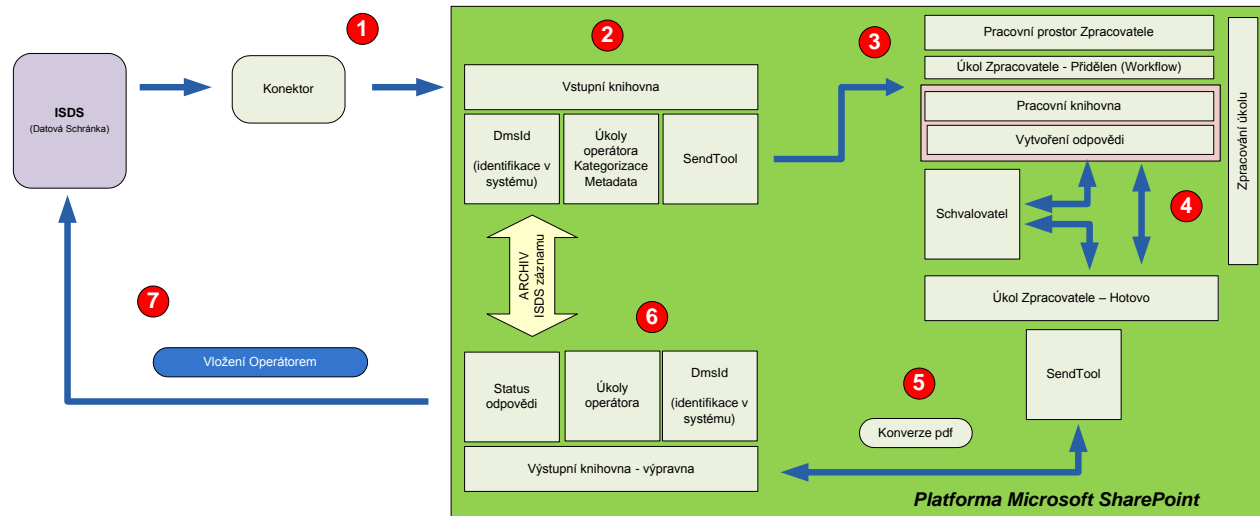 1
ISDS
(Datová Schránka)
Konektor
2
Vstupní knihovna
DmsId
(identifikace v
systému)
Úkoly
operátora
Kategorizace
Metadata
SendTool
3
Pracovní prostor Zpracovatele
Úkol Zpracovatele - Přidělen (Workflow)
Pracovní knihovna
Vytvoření odpovědi
Zpracování úkolu
Schvalovatel
4
Úkol Zpracovatele – Hotovo
ARCHIV
ISDS záznamu
7
Vložení Operátorem
6
Status
odpovědi
Úkoly
operátora
DmsId
(identifikace v
systému)
Výstupní knihovna - výpravna
5
Konverze pdf
SendTool
Platforma Microsoft SharePoint